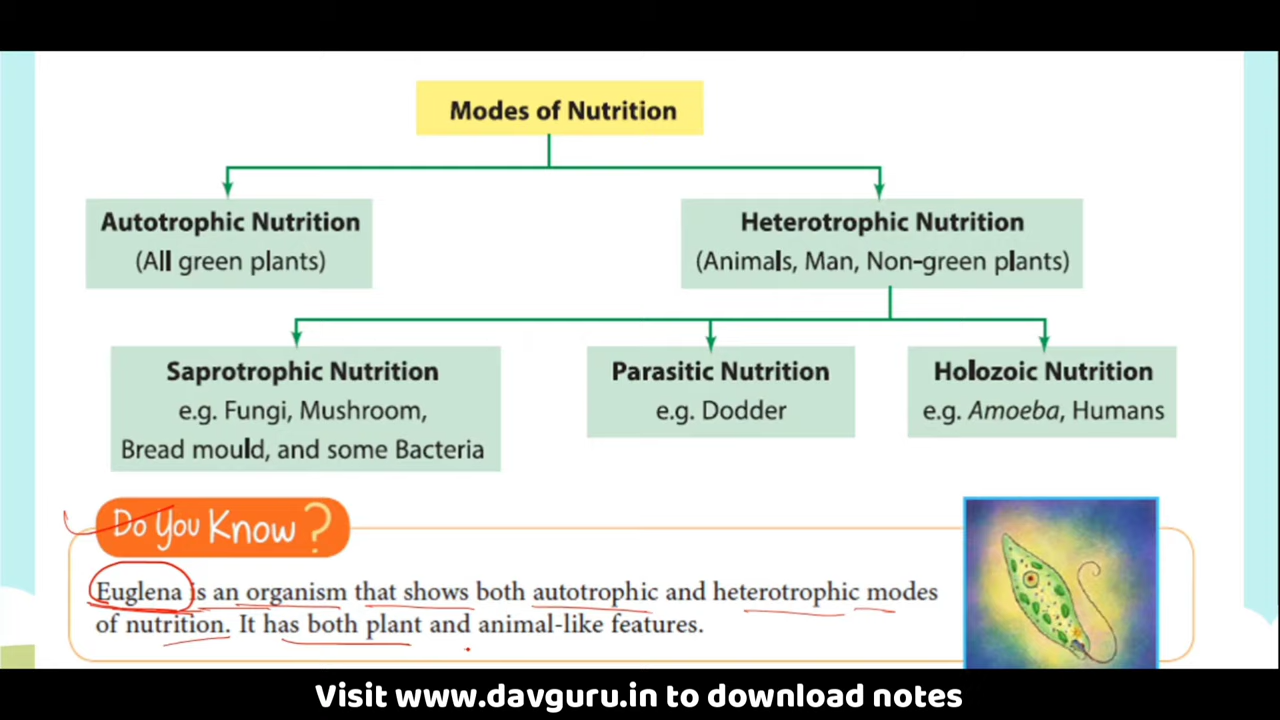 Modes of Nutrition
Autotrophic Nutrition
(All green plants)
Heterotrophic Nutrition
(Animals, Man, Non-green plants)
Saprotrophic Nutrition
e.g. Fungi, Mushroom,
Bread mould, and some Bacteria
Parasitic Nutrition
e.g. Dodder
Holozoic Nutrition
e.g. Amoeba, Humans
Do You Know?
Euglena is an organism that shows both autotrophic and heterotrophic modes
of nutrition. It has both plant and animal-like features.
Visit www.davguru.in to download notes